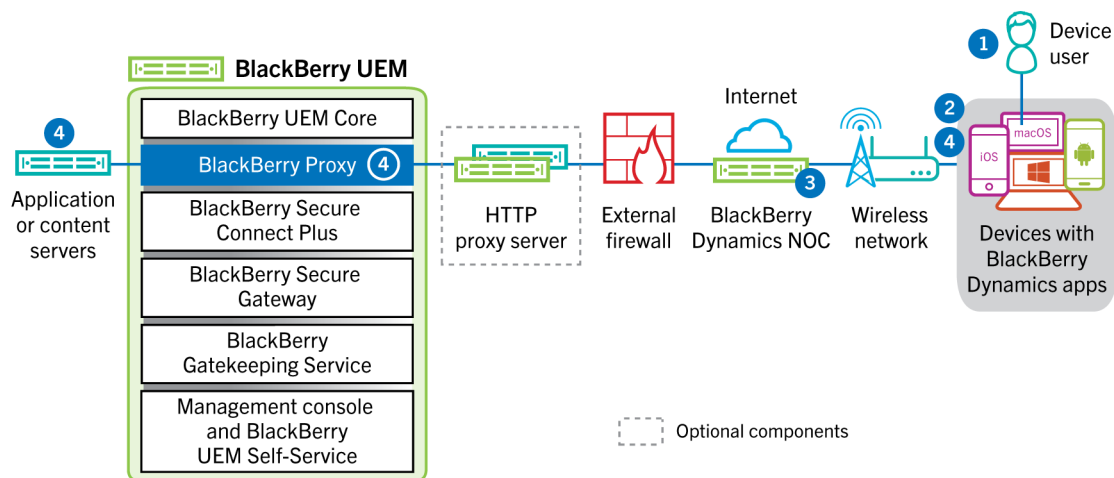 1
Device
user
BlackBerry UEM
Internet
BlackBerry UEM Core
4
BlackBerry Proxy 4
2
4
macOS
iOS
3
Application
or content
servers
BlackBerry Secure
Connect Plus
HTTP
proxy server
External
firewall
BlackBerry
Dynamics NOC
Wireless
network
Devices with
BlackBerry
Dynamics apps
BlackBerry Secure
Gateway
BlackBerry
Gatekeeping Service
Management console
and BlackBerry
UEM Self-Service
Optional components